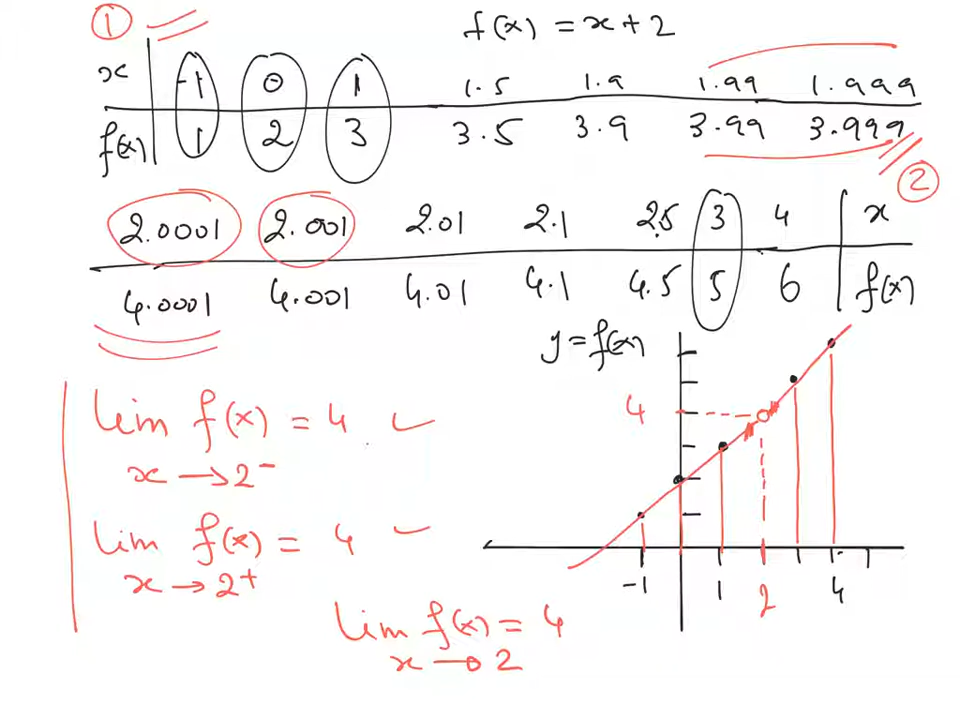 ①
f(x) = x + 2
x | -1 0 1 1.5 1.9 1.99 1.999
f(x) | 1 2 3 3.5 3.9 3.99 3.999
②
2.0001 2.001 2.01 2.1 2.5 3 4 | x
4.0001 4.001 4.01 4.1 4.5 5 6 | f(x)
y = f(x)
lim f(x) = 4 ✓
x → 2⁻
lim f(x) = 4 ✓
x → 2⁺
lim f(x) = 4
x → 2
4
-1 1 2 4